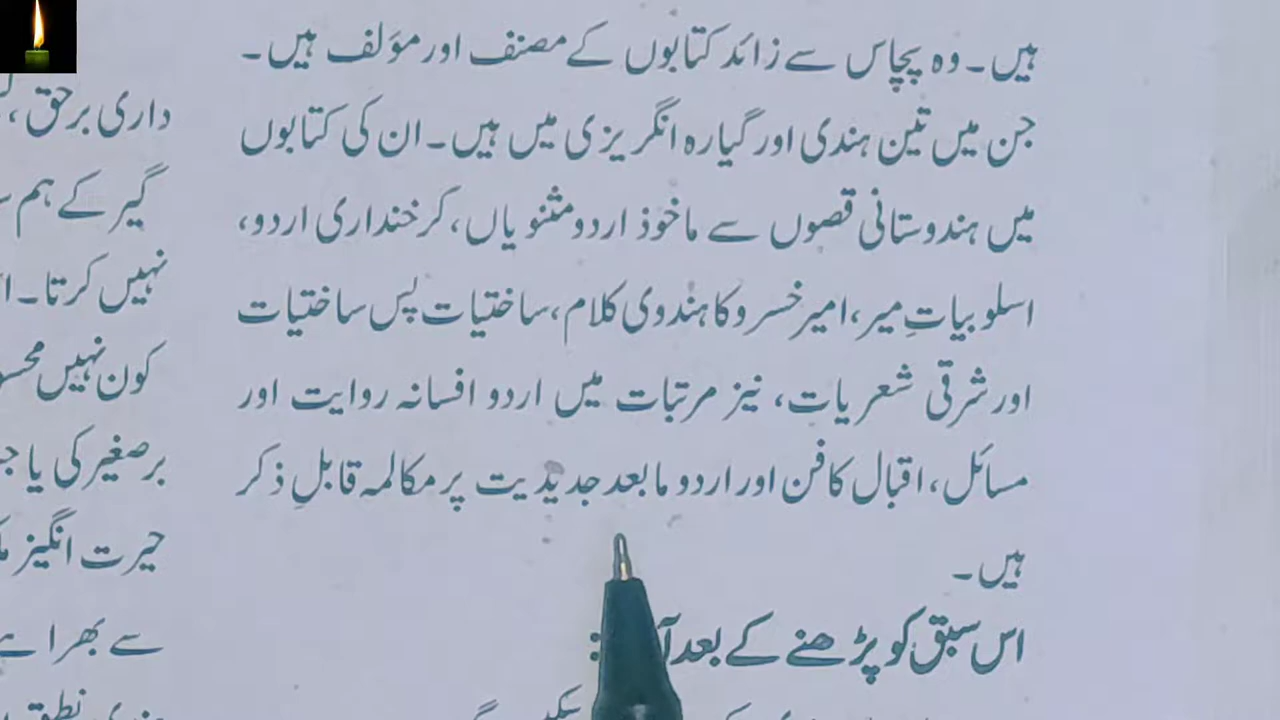 ہیں۔ وہ پچاس سے زائد کتابوں کے مصنف اور مؤلف ہیں۔
جن میں تین ہندی اور گیارہ انگریزی میں ہیں۔ ان کی کتابوں
میں ہندوستانی قصوں سے ماخوذ اردو مثنویاں، کرخنداری اردو،
اسلوبیاتِ میر، امیر خسرو کا ہندوی کلام، ساختیات پس ساختیات
اور شرقی شعریات، نیز مرتبات میں اردو افسانہ روایت اور
مسائل، اقبال کا فن اور اردو مابعد جدیدیت پر مکالمہ قابلِ ذکر
ہیں۔
اس سبق کو پڑھنے کے بعد
داری برحق،
گیر کے ہم
نہیں کرتا۔
کون نہیں
برصغیر کی یا
حیرت انگیز
سے بھرا